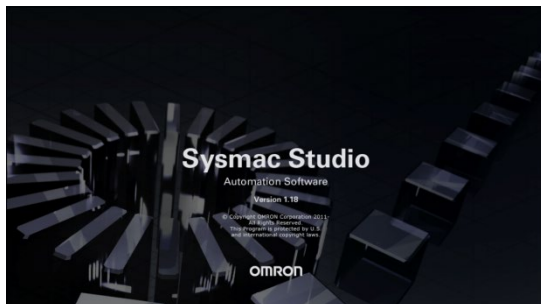 Sysmac Studio
Automation Software
Version 1.18
© Copyright OMRON Corporation 2011-
All Rights Reserved.
This Program is protected by U.S.
and international copyright laws.
OMRON